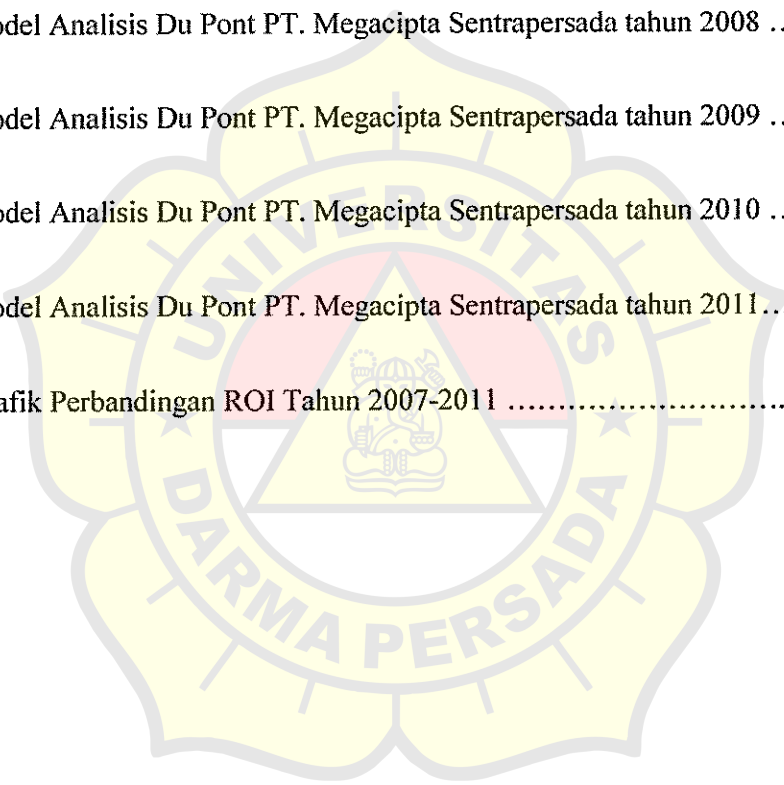 odel Analisis Du Pont PT. Megacipta Sentrapersada tahun 2008 ..
odel Analisis Du Pont PT. Megacipta Sentrapersada tahun 2009 ..
odel Analisis Du Pont PT. Megacipta Sentrapersada tahun 2010 ..
odel Analisis Du Pont PT. Megacipta Sentrapersada tahun 2011..
afik Perbandingan ROI Tahun 2007-2011 ............................
UNIVERSITAS
DARMA PERSADA